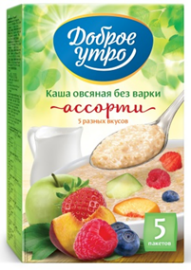 Доброе
утро
Каша овсяная без варки
ассорти
5 разных вкусов
5
пакетов